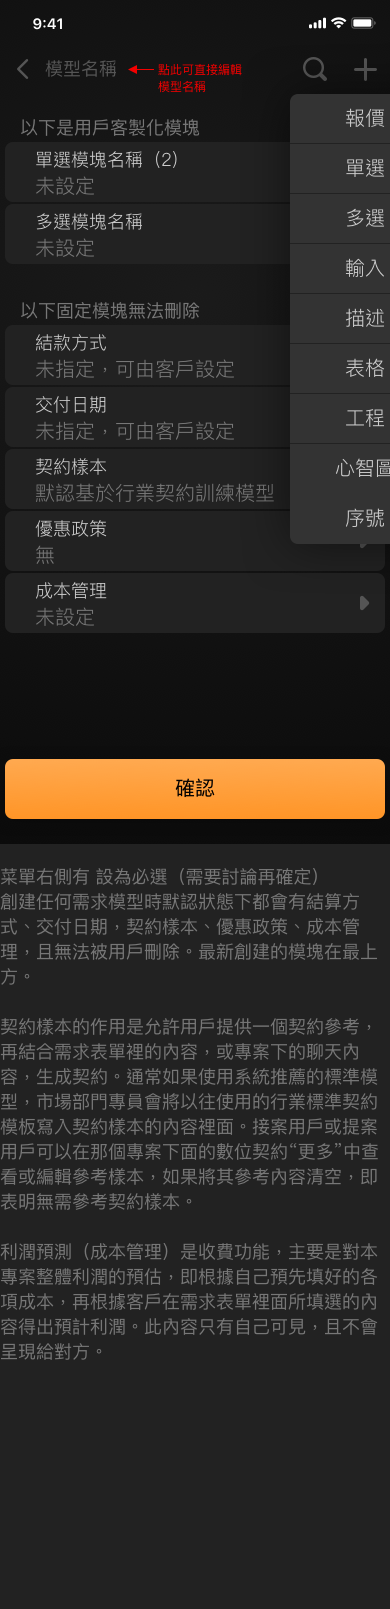 9:41
模型名稱
點此可直接編輯
模型名稱
以下是用戶客製化模塊
單選模塊名稱（2）
未設定
多選模塊名稱
未設定
報價
單選
多選
輸入
描述
表格
工程
心智圖
序號
以下固定模塊無法刪除
結款方式
未指定，可由客戶設定
交付日期
未指定，可由客戶設定
契約樣本
默認基於行業契約訓練模型
優惠政策
無
成本管理
未設定
確認
菜單右側有 設為必選（需要討論再確定）
創建任何需求模型時默認狀態下都會有結算方
式、交付日期，契約樣本、優惠政策、成本管
理，且無法被用戶刪除。最新創建的模塊在最上
方。
契約樣本的作用是允許用戶提供一個契約參考，
再結合需求表單裡的內容，或專案下的聊天內
容，生成契約。通常如果使用系統推薦的標準模
型，市場部門專員會將以往使用的行業標準契約
模板寫入契約樣本的內容裡面。接案用戶或提案
用戶可以在那個專案下面的數位契約“更多”中查
看或編輯參考樣本，如果將其參考內容清空，即
表明無需參考契約樣本。
利潤預測（成本管理）是收費功能，主要是對本
專案整體利潤的預估，即根據自己預先填好的各
項成本，再根據客戶在需求表單裡面所填選的內
容得出預計利潤。此內容只有自己可見，且不會
呈現給對方。